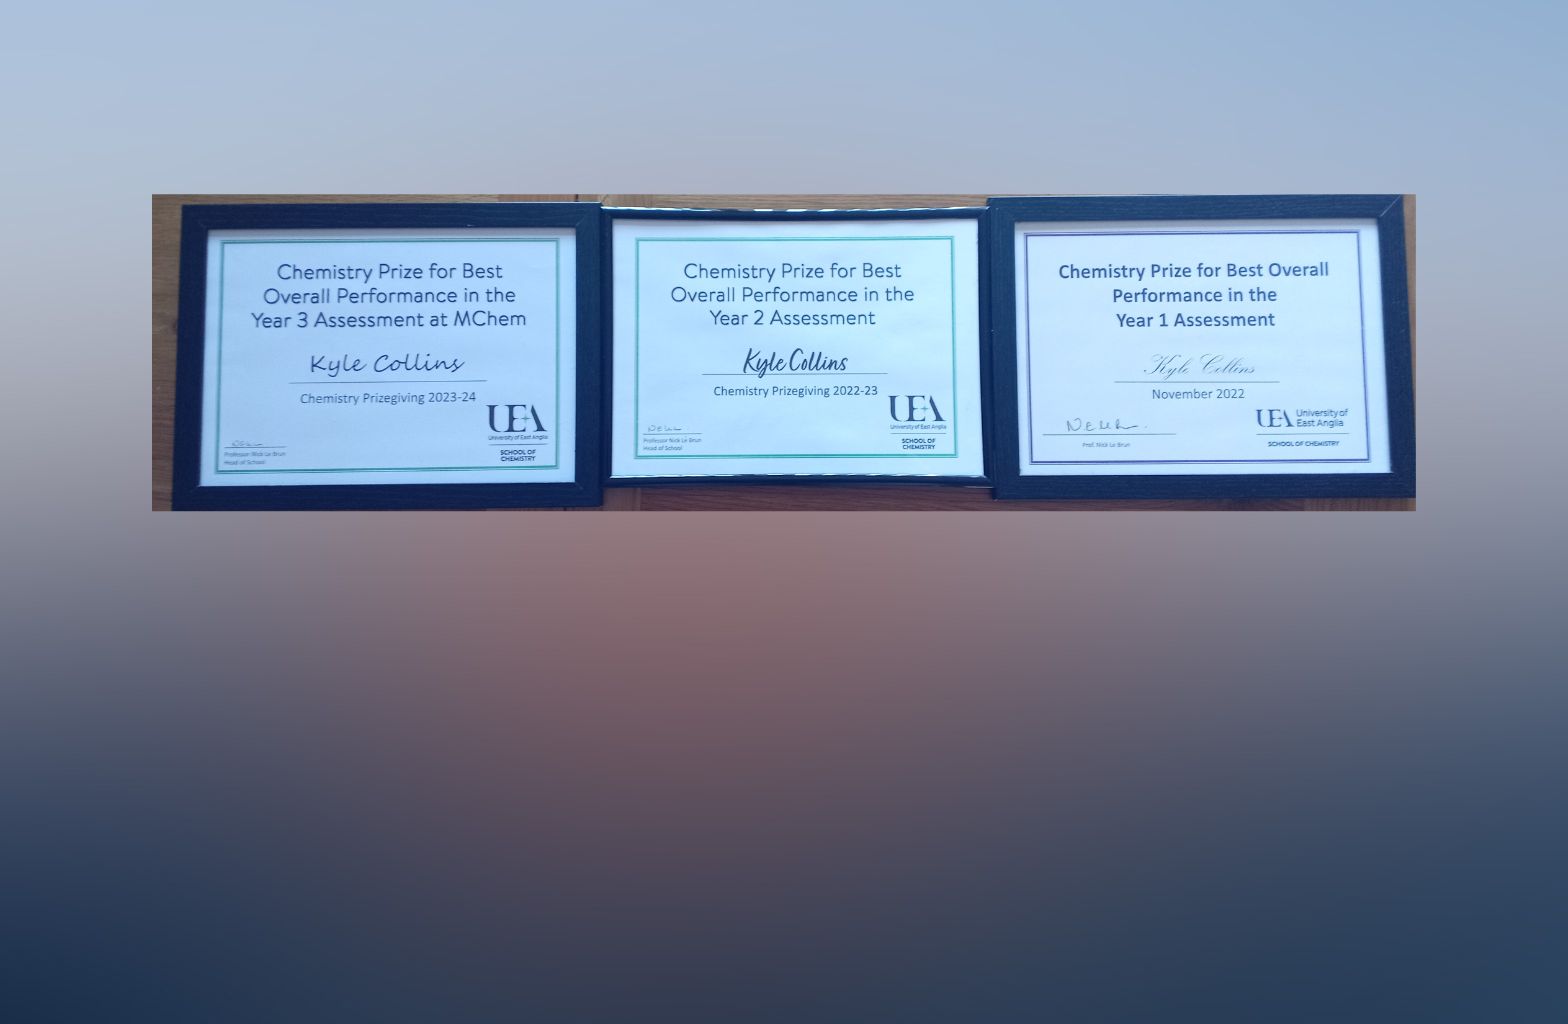 Chemistry Prize for Best
Overall Performance in the
Year 3 Assessment at MChem
Kyle Collins
Chemistry Prizegiving 2023-24
Professor Nick Le Brun
Head of School
UEA
University of East Anglia
SCHOOL OF
CHEMISTRY
Chemistry Prize for Best
Overall Performance in the
Year 2 Assessment
Kyle Collins
Chemistry Prizegiving 2022-23
Professor Nick Le Brun
Head of School
UEA
University of East Anglia
SCHOOL OF
CHEMISTRY
Chemistry Prize for Best Overall
Performance in the
Year 1 Assessment
Kyle Collins
November 2022
Prof. Nick Le Brun
UEA
University of
East Anglia
SCHOOL OF CHEMISTRY